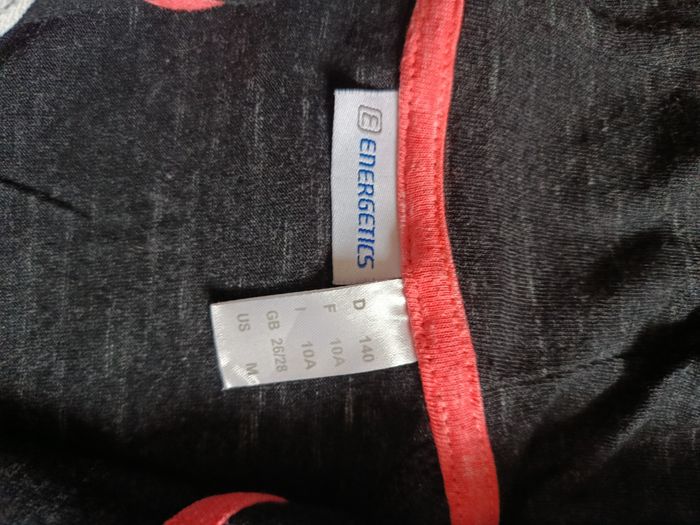 E ENERGETICS
D 140
F 10A
I 10A
GB 26/28
US M